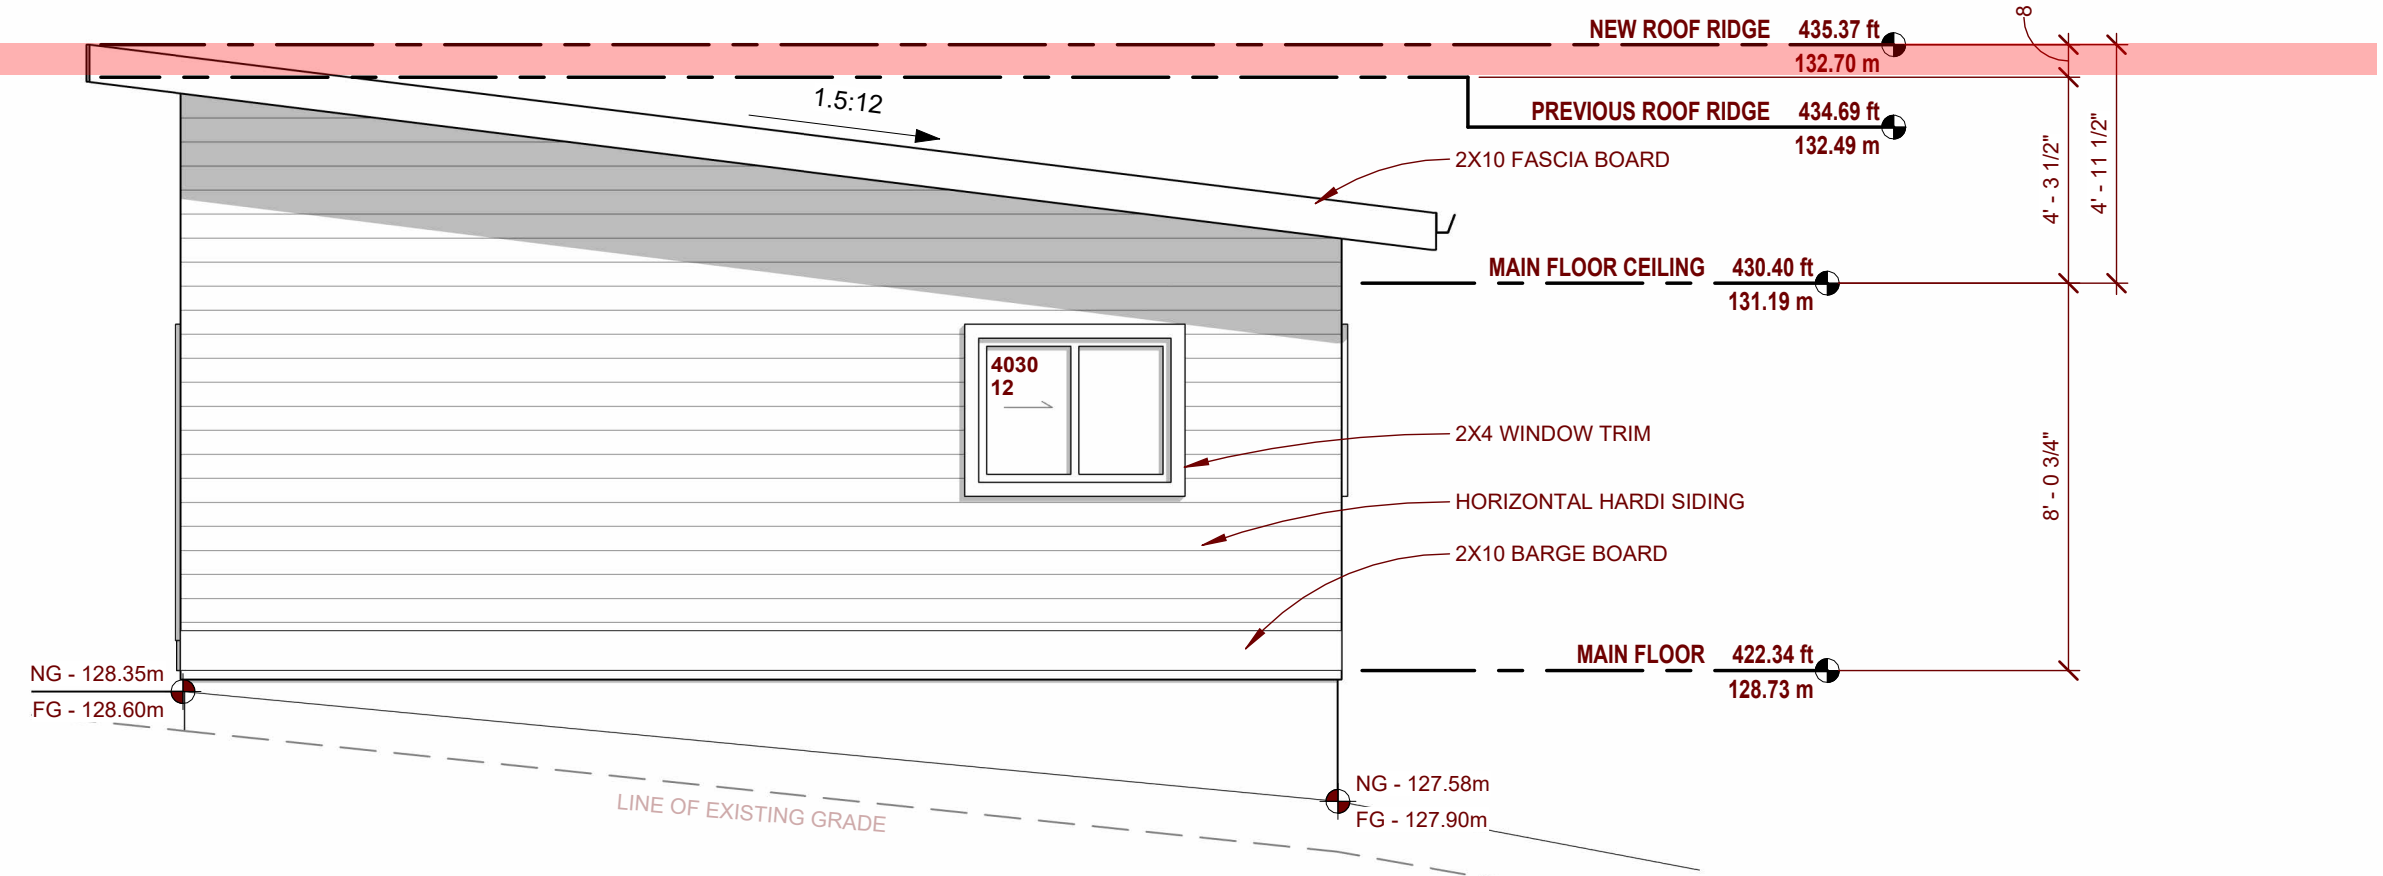 NEW ROOF RIDGE 435.37 ft
132.70 m
8
1.5:12
PREVIOUS ROOF RIDGE 434.69 ft
132.49 m
2X10 FASCIA BOARD
4' - 3 1/2"
4' - 11 1/2"
MAIN FLOOR CEILING 430.40 ft
131.19 m
4030
12
2X4 WINDOW TRIM
8' - 0 3/4"
HORIZONTAL HARDI SIDING
2X10 BARGE BOARD
MAIN FLOOR 422.34 ft
128.73 m
NG - 128.35m
FG - 128.60m
NG - 127.58m
FG - 127.90m
LINE OF EXISTING GRADE